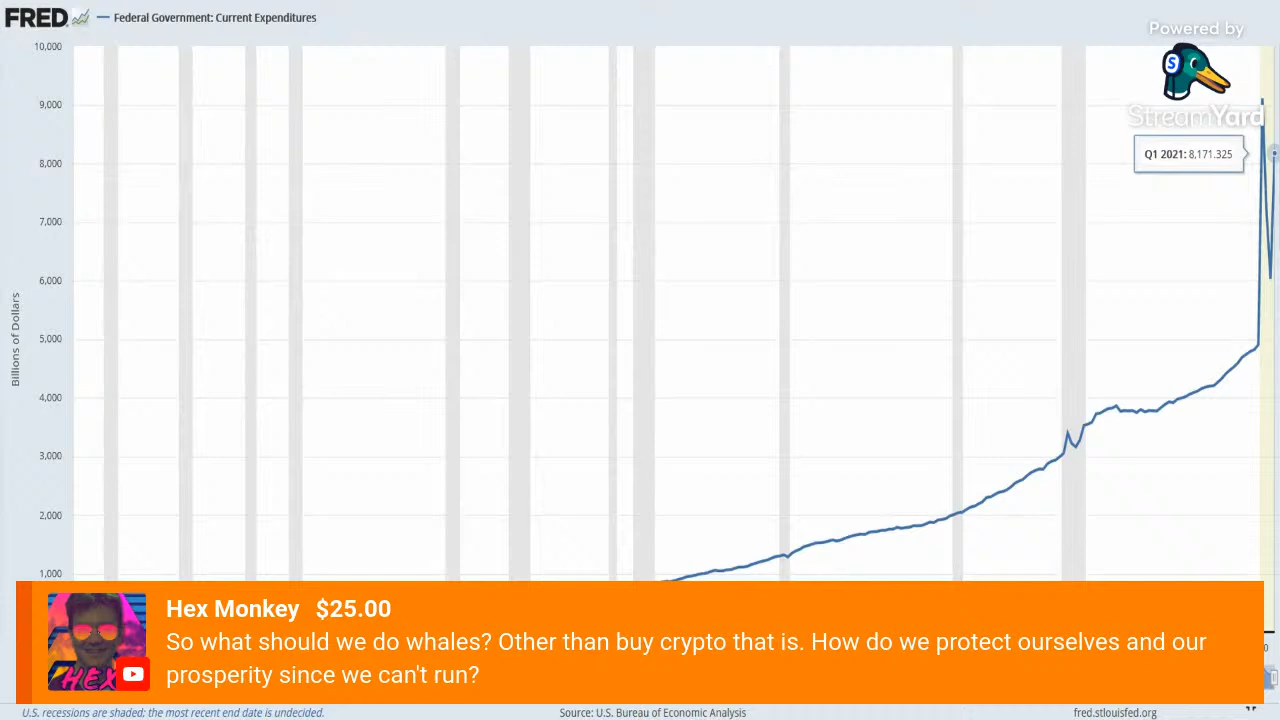 FRED
Federal Government: Current Expenditures
Powered by
StreamYard
10,000
9,000
8,000
7,000
6,000
5,000
4,000
3,000
2,000
1,000
Billions of Dollars
Q1 2021: 8,171.325
Hex Monkey $25.00
So what should we do whales? Other than buy crypto that is. How do we protect ourselves and our
prosperity since we can't run?
HEX
U.S. recessions are shaded; the most recent end date is undecided.
Source: U.S. Bureau of Economic Analysis
fred.stlouisfed.org